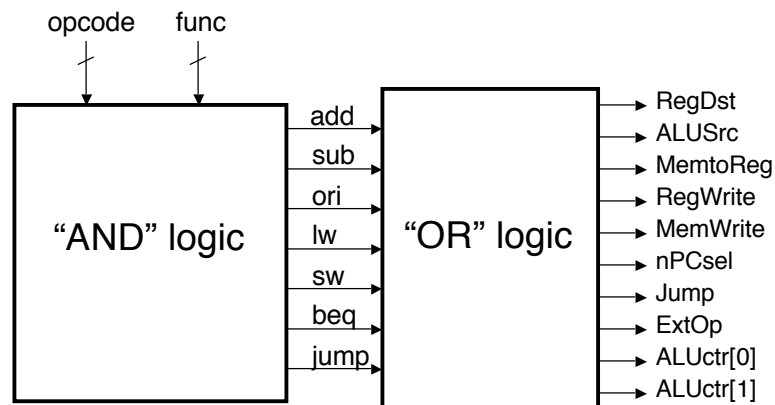 opcode func
“AND” logic
add
sub
ori
lw
sw
beq
jump
“OR” logic
RegDst
ALUSrc
MemtoReg
RegWrite
MemWrite
nPCsel
Jump
ExtOp
ALUctr[0]
ALUctr[1]